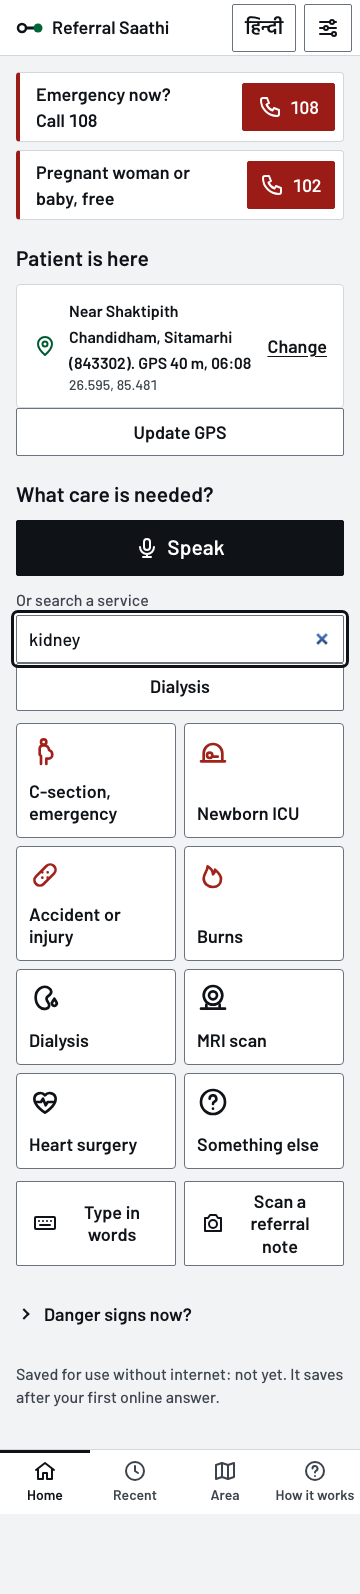 Referral Saathi
हिन्दी
Emergency now?
Call 108
108
Pregnant woman or
baby, free
102
Patient is here
Near Shaktipith
Chandidham, Sitamarhi
(843302). GPS 40 m, 06:08
26.595, 85.481
Change
Update GPS
What care is needed?
Speak
Or search a service
kidney
Dialysis
C-section,
emergency
Newborn ICU
Accident or
injury
Burns
Dialysis
MRI scan
Heart surgery
Something else
Type in
words
Scan a
referral
note
Danger signs now?
Saved for use without internet: not yet. It saves
after your first online answer.
Home
Recent
Area
How it works